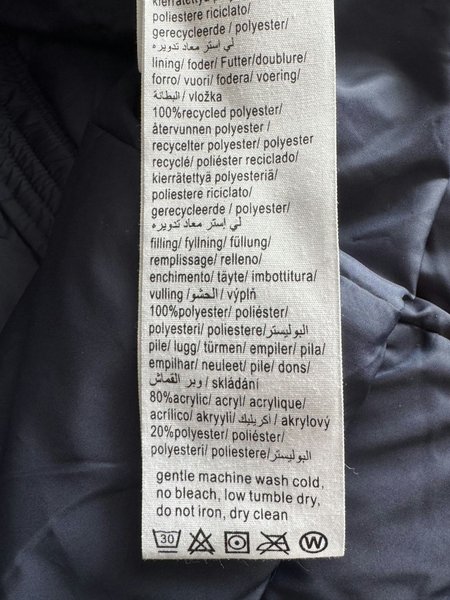 kierrätettyä polyesteriä/
poliestere riciclato/
gerecycleerde / polyester/
لي إستر معاد تدويره
lining/ foder/ Futter/doublure/
forro/ vuori/ fodera/ voering/
البطانة / vložka
100%recycled polyester/
återvunnen polyester /
recycelter polyester/ polyester
recyclé/ poliéster reciclado/
kierrätettyä polyesteriä/
poliestere riciclato/
gerecycleerde / polyester/
لي إستر معاد تدويره
filling/ fyllning/ füllung/
remplissage/ relleno/
enchimento/ täyte/ imbottitura/
vulling /الحشو/ výplň
100%polyester/ poliéster/
polyesteri/ poliestere/البوليستر
pile/ lugg/ türmen/ empiler/ pila/
empilhar/ neuleet/ pile/ dons/
وبر القماش / skládání
80%acrylic/ acryl/ acrylique/
acrílico/ akryyli/ اكريليك/ akrylový
20%polyester/ poliéster/
polyesteri/ poliestere/البوليستر
gentle machine wash cold,
no bleach, low tumble dry,
do not iron, dry clean
30 W